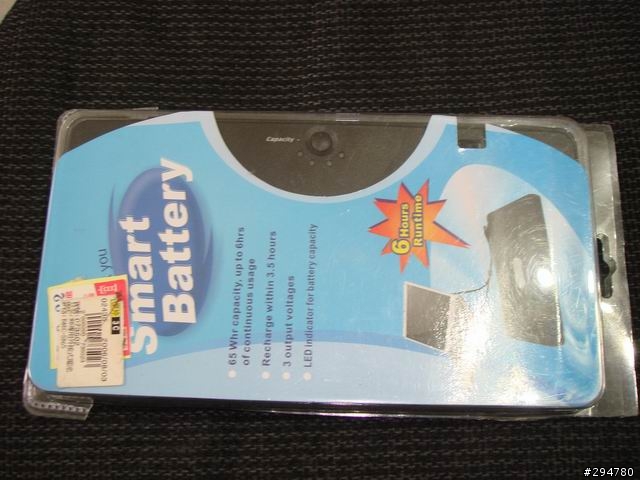 you
Smart
Battery
65 Whr capacity, up to 6hrs
of continuous usage
Recharge within 3.5 hours
3 output voltages
LED indicator for battery capacity
Capacity
6 Hours
Runtime
#294780